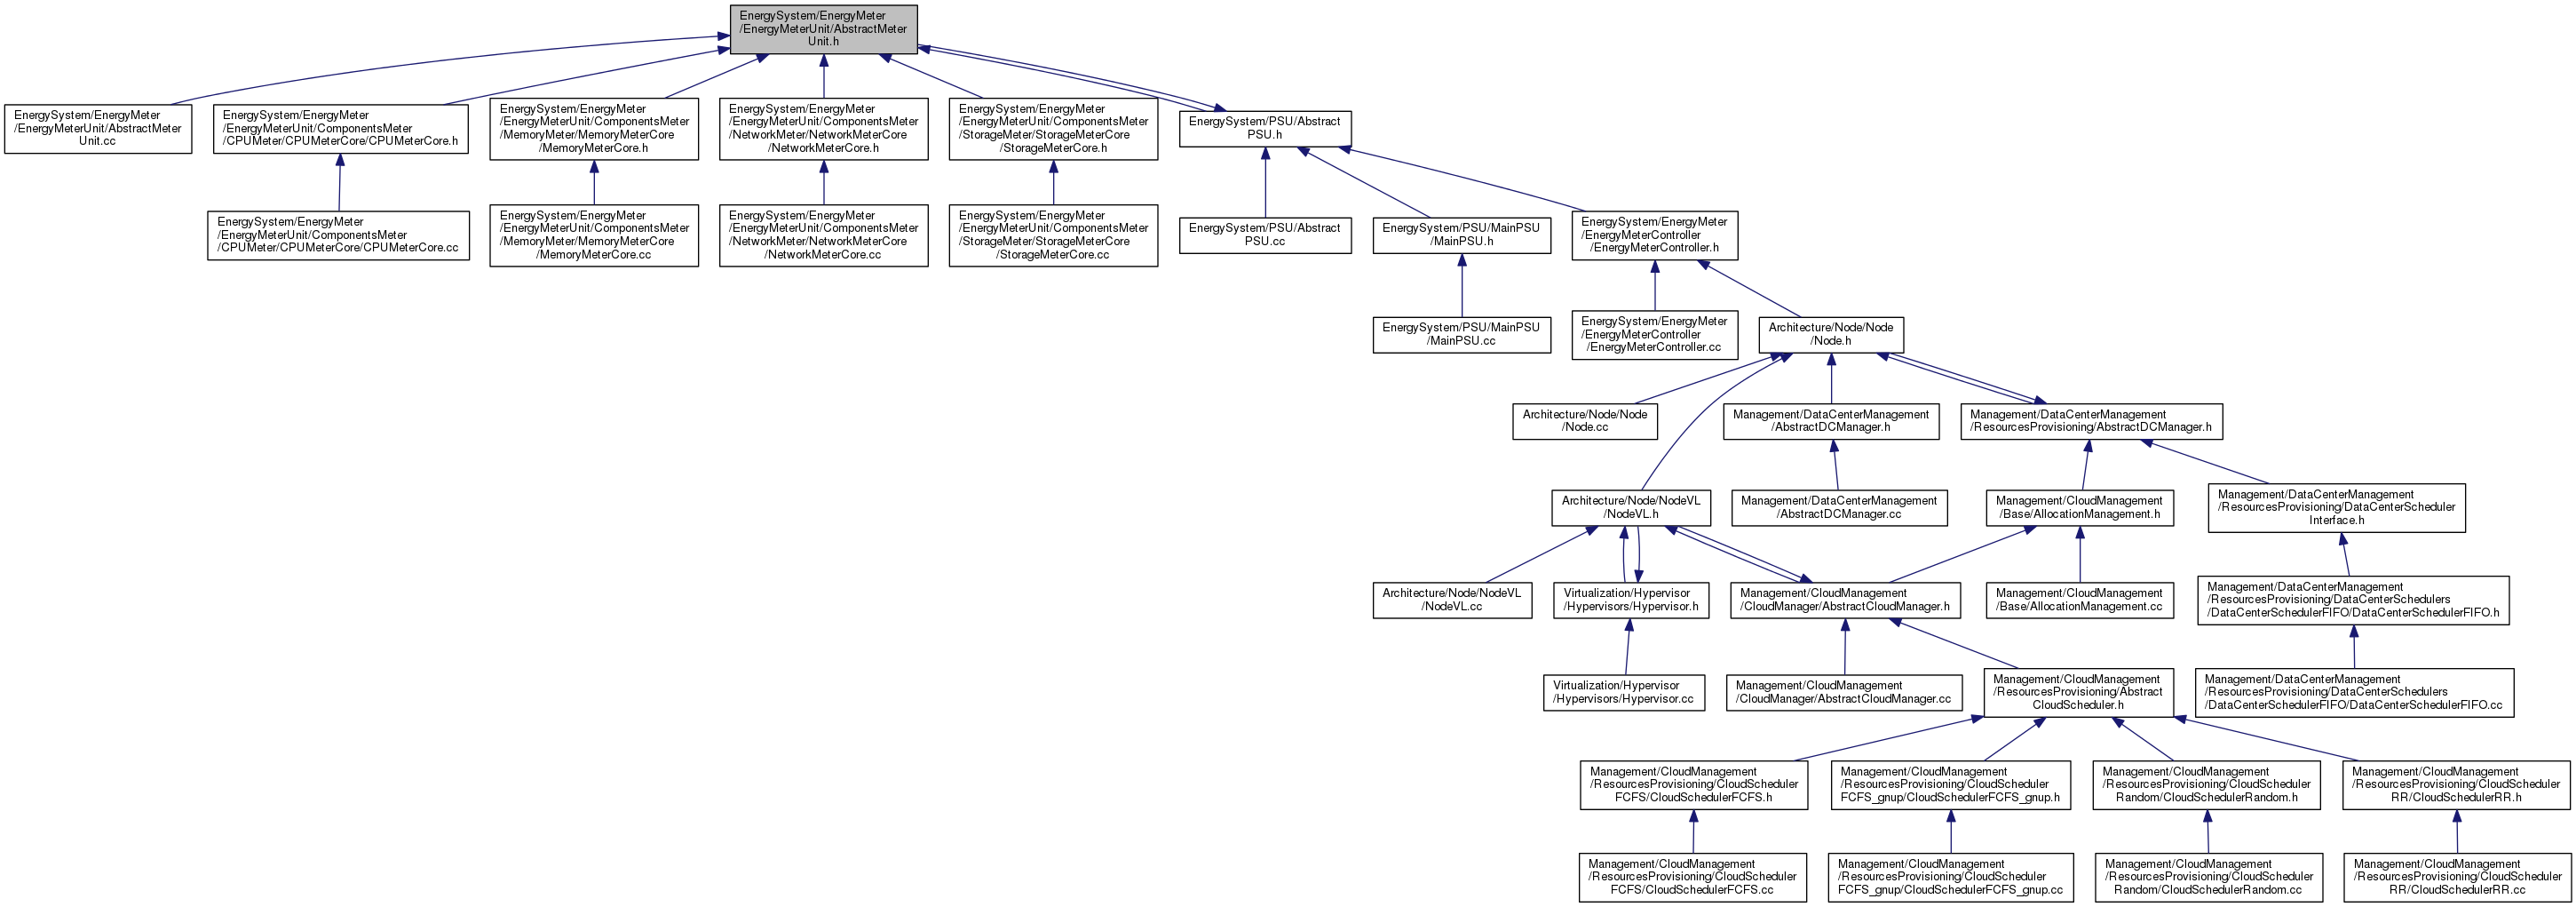 EnergySystem/EnergyMeter
/EnergyMeterUnit/AbstractMeter
Unit.h
EnergySystem/EnergyMeter
/EnergyMeterUnit/AbstractMeter
Unit.cc
EnergySystem/EnergyMeter
/EnergyMeterUnit/ComponentsMeter
/CPUMeter/CPUMeterCore/CPUMeterCore.h
EnergySystem/EnergyMeter
/EnergyMeterUnit/ComponentsMeter
/MemoryMeter/MemoryMeterCore
/MemoryMeterCore.h
EnergySystem/EnergyMeter
/EnergyMeterUnit/ComponentsMeter
/NetworkMeter/NetworkMeterCore
/NetworkMeterCore.h
EnergySystem/EnergyMeter
/EnergyMeterUnit/ComponentsMeter
/StorageMeter/StorageMeterCore
/StorageMeterCore.h
EnergySystem/PSU/Abstract
PSU.h
EnergySystem/EnergyMeter
/EnergyMeterUnit/ComponentsMeter
/CPUMeter/CPUMeterCore/CPUMeterCore.cc
EnergySystem/EnergyMeter
/EnergyMeterUnit/ComponentsMeter
/MemoryMeter/MemoryMeterCore
/MemoryMeterCore.cc
EnergySystem/EnergyMeter
/EnergyMeterUnit/ComponentsMeter
/NetworkMeter/NetworkMeterCore
/NetworkMeterCore.cc
EnergySystem/EnergyMeter
/EnergyMeterUnit/ComponentsMeter
/StorageMeter/StorageMeterCore
/StorageMeterCore.cc
EnergySystem/PSU/Abstract
PSU.cc
EnergySystem/PSU/MainPSU
/MainPSU.h
EnergySystem/EnergyMeter
/EnergyMeterController
/EnergyMeterController.h
EnergySystem/PSU/MainPSU
/MainPSU.cc
EnergySystem/EnergyMeter
/EnergyMeterController
/EnergyMeterController.cc
Architecture/Node/Node
/Node.h
Architecture/Node/Node
/Node.cc
Management/DataCenterManagement
/AbstractDCManager.h
Management/DataCenterManagement
/ResourcesProvisioning/AbstractDCManager.h
Architecture/Node/NodeVL
/NodeVL.h
Management/DataCenterManagement
/AbstractDCManager.cc
Management/CloudManagement
/Base/AllocationManagement.h
Management/DataCenterManagement
/ResourcesProvisioning/DataCenterScheduler
Interface.h
Architecture/Node/NodeVL
/NodeVL.cc
Virtualization/Hypervisor
/Hypervisors/Hypervisor.h
Management/CloudManagement
/CloudManager/AbstractCloudManager.h
Management/CloudManagement
/Base/AllocationManagement.cc
Management/DataCenterManagement
/ResourcesProvisioning/DataCenterSchedulers
/DataCenterSchedulerFIFO/DataCenterSchedulerFIFO.h
Virtualization/Hypervisor
/Hypervisors/Hypervisor.cc
Management/CloudManagement
/CloudManager/AbstractCloudManager.cc
Management/CloudManagement
/ResourcesProvisioning/Abstract
CloudScheduler.h
Management/DataCenterManagement
/ResourcesProvisioning/DataCenterSchedulers
/DataCenterSchedulerFIFO/DataCenterSchedulerFIFO.cc
Management/CloudManagement
/ResourcesProvisioning/CloudScheduler
FCFS/CloudSchedulerFCFS.h
Management/CloudManagement
/ResourcesProvisioning/CloudScheduler
FCFS_gnup/CloudSchedulerFCFS_gnup.h
Management/CloudManagement
/ResourcesProvisioning/CloudScheduler
Random/CloudSchedulerRandom.h
Management/CloudManagement
/ResourcesProvisioning/CloudScheduler
RR/CloudSchedulerRR.h
Management/CloudManagement
/ResourcesProvisioning/CloudScheduler
FCFS/CloudSchedulerFCFS.cc
Management/CloudManagement
/ResourcesProvisioning/CloudScheduler
FCFS_gnup/CloudSchedulerFCFS_gnup.cc
Management/CloudManagement
/ResourcesProvisioning/CloudScheduler
Random/CloudSchedulerRandom.cc
Management/CloudManagement
/ResourcesProvisioning/CloudScheduler
RR/CloudSchedulerRR.cc